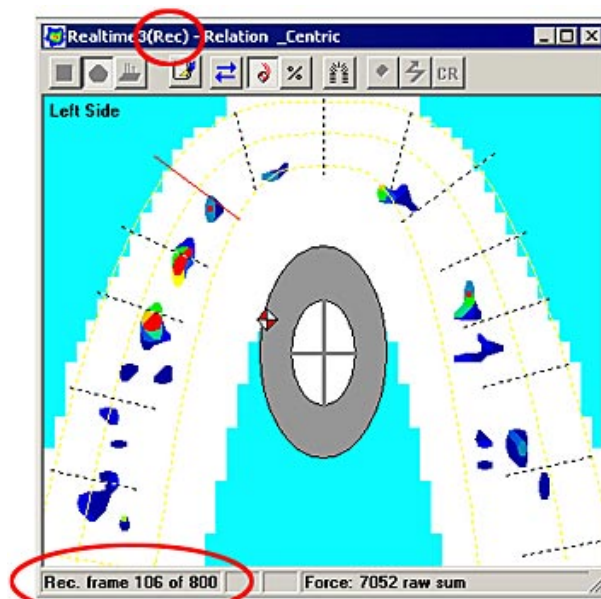 Realtime3(Rec) - Relation _Centric
% CR
Left Side
Rec. frame 106 of 800 Force: 7052 raw sum